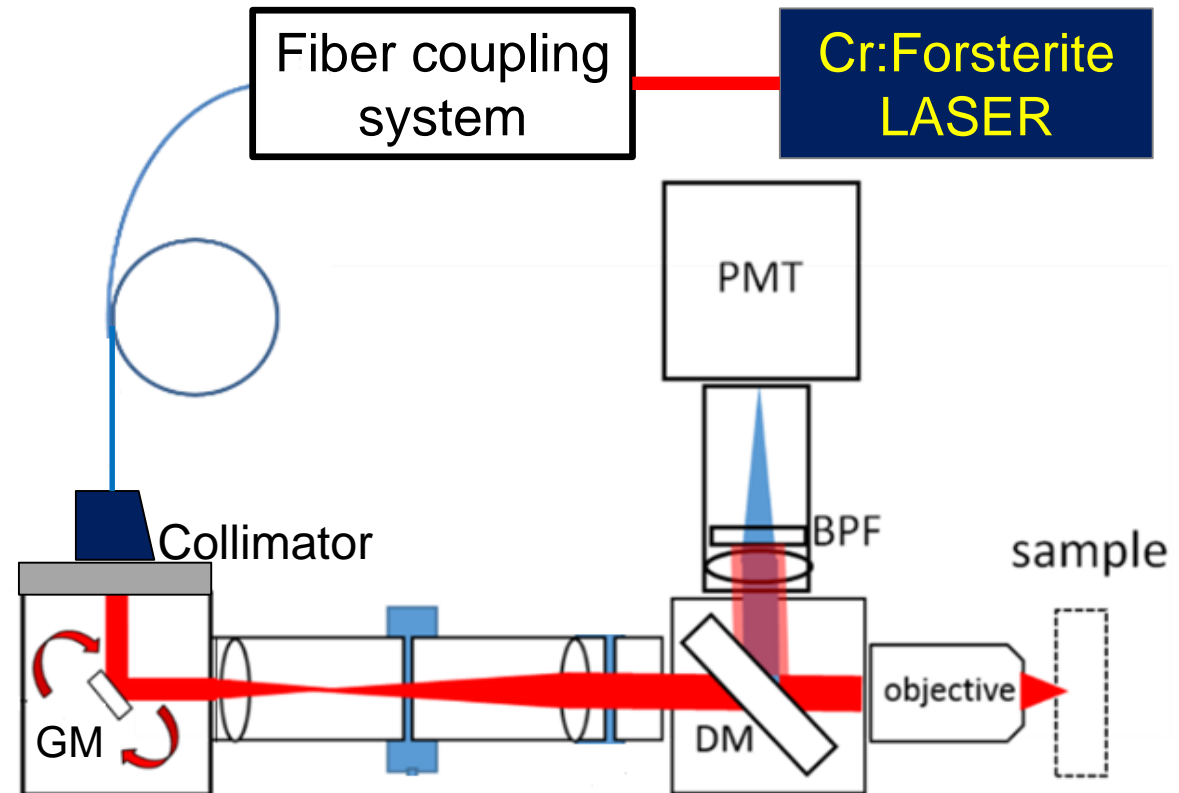 Fiber coupling
system
Cr:Forsterite
LASER
PMT
BPF
Collimator
sample
GM
DM
objective